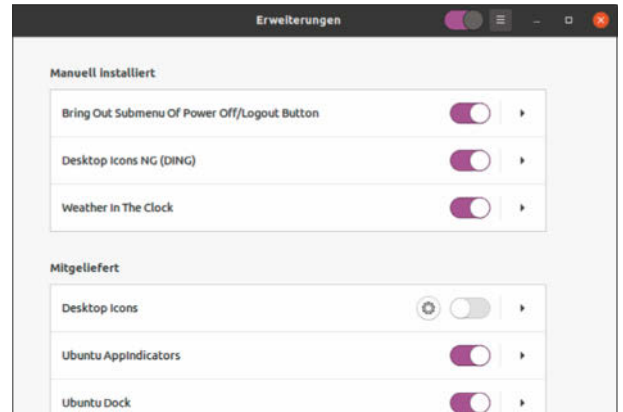 Erweiterungen
Manuell installiert
Bring Out Submenu Of Power Off/Logout Button
Desktop Icons NG (DING)
Weather In The Clock
Mitgeliefert
Desktop Icons
Ubuntu AppIndicators
Ubuntu Dock